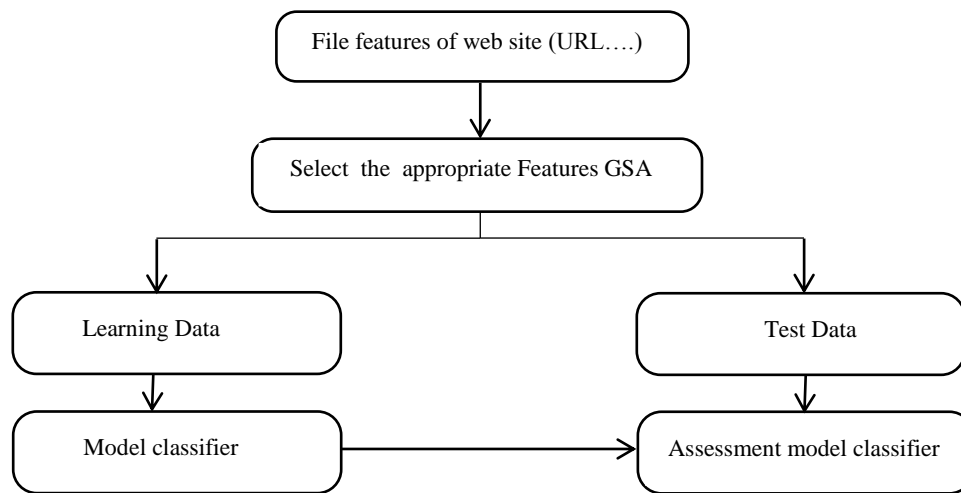 File features of web site (URL….)
Select the appropriate Features GSA
Learning Data
Test Data
Model classifier
Assessment model classifier